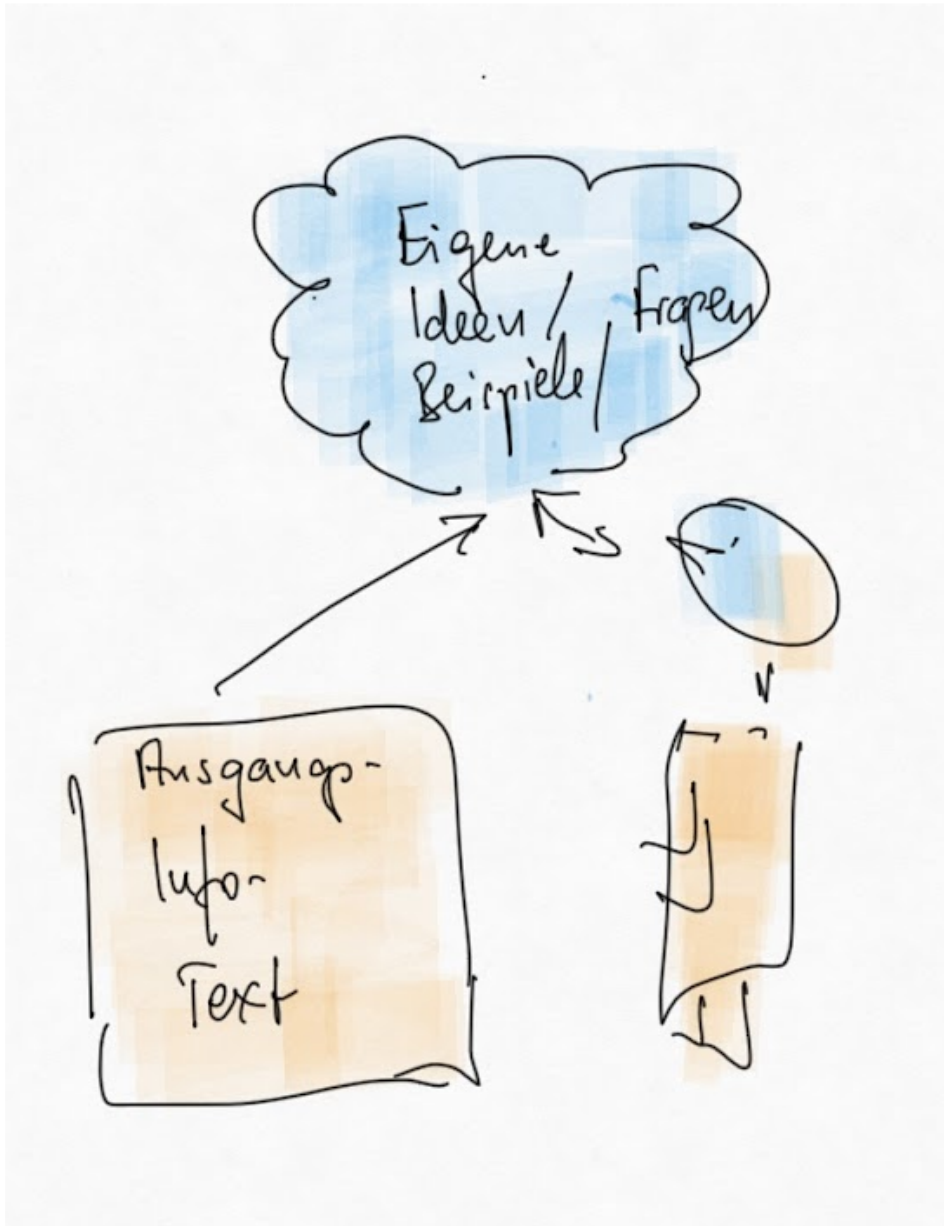 Eigene
Ideen / Fragen
Beispiele /
Ausgangs-
Info-
Text